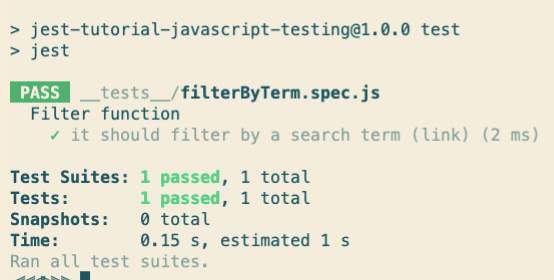 > jest-tutorial-javascript-testing@1.0.0 test
> jest
PASS __tests__/filterByTerm.spec.js
Filter function
✓ it should filter by a search term (link) (2 ms)
Test Suites: 1 passed, 1 total
Tests: 1 passed, 1 total
Snapshots: 0 total
Time: 0.15 s, estimated 1 s
Ran all test suites.